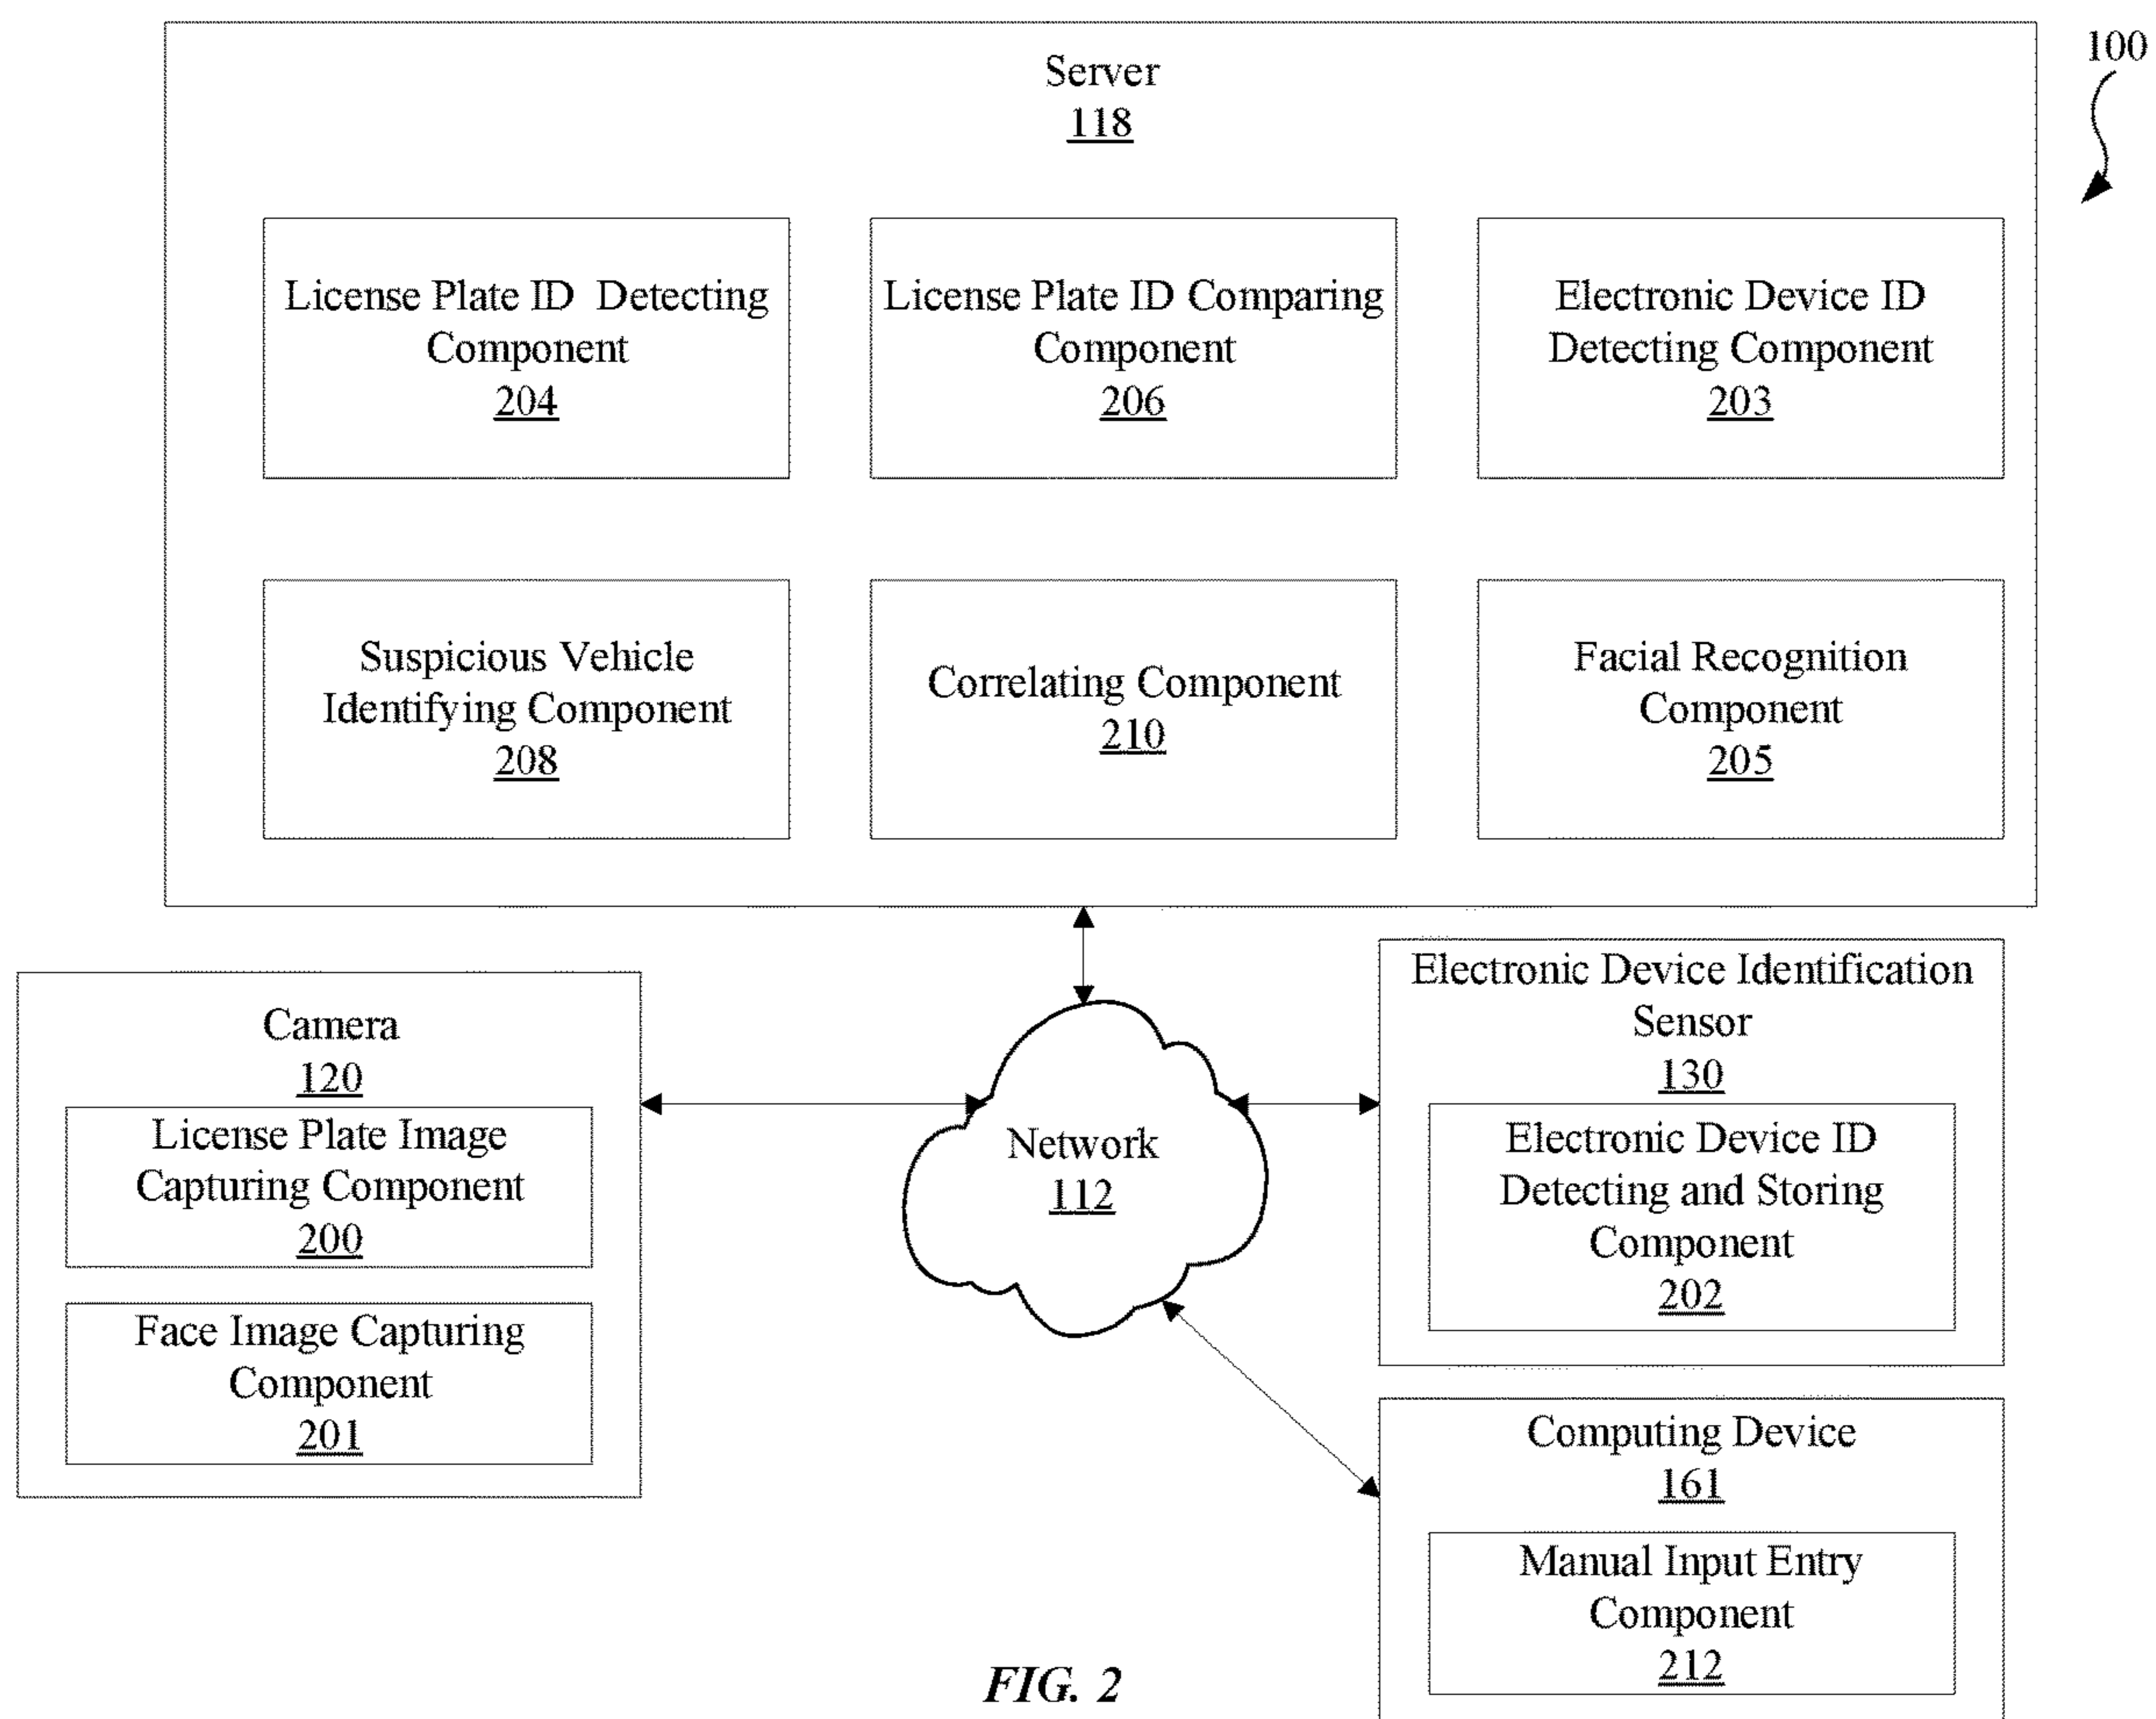 100
Server
118
License Plate ID Detecting
Component
204
License Plate ID Comparing
Component
206
Electronic Device ID
Detecting Component
203
Suspicious Vehicle
Identifying Component
208
Correlating Component
210
Facial Recognition
Component
205
Camera
120
License Plate Image
Capturing Component
200
Face Image Capturing
Component
201
Network
112
Electronic Device Identification
Sensor
130
Electronic Device ID
Detecting and Storing
Component
202
Computing Device
161
Manual Input Entry
Component
212
FIG. 2